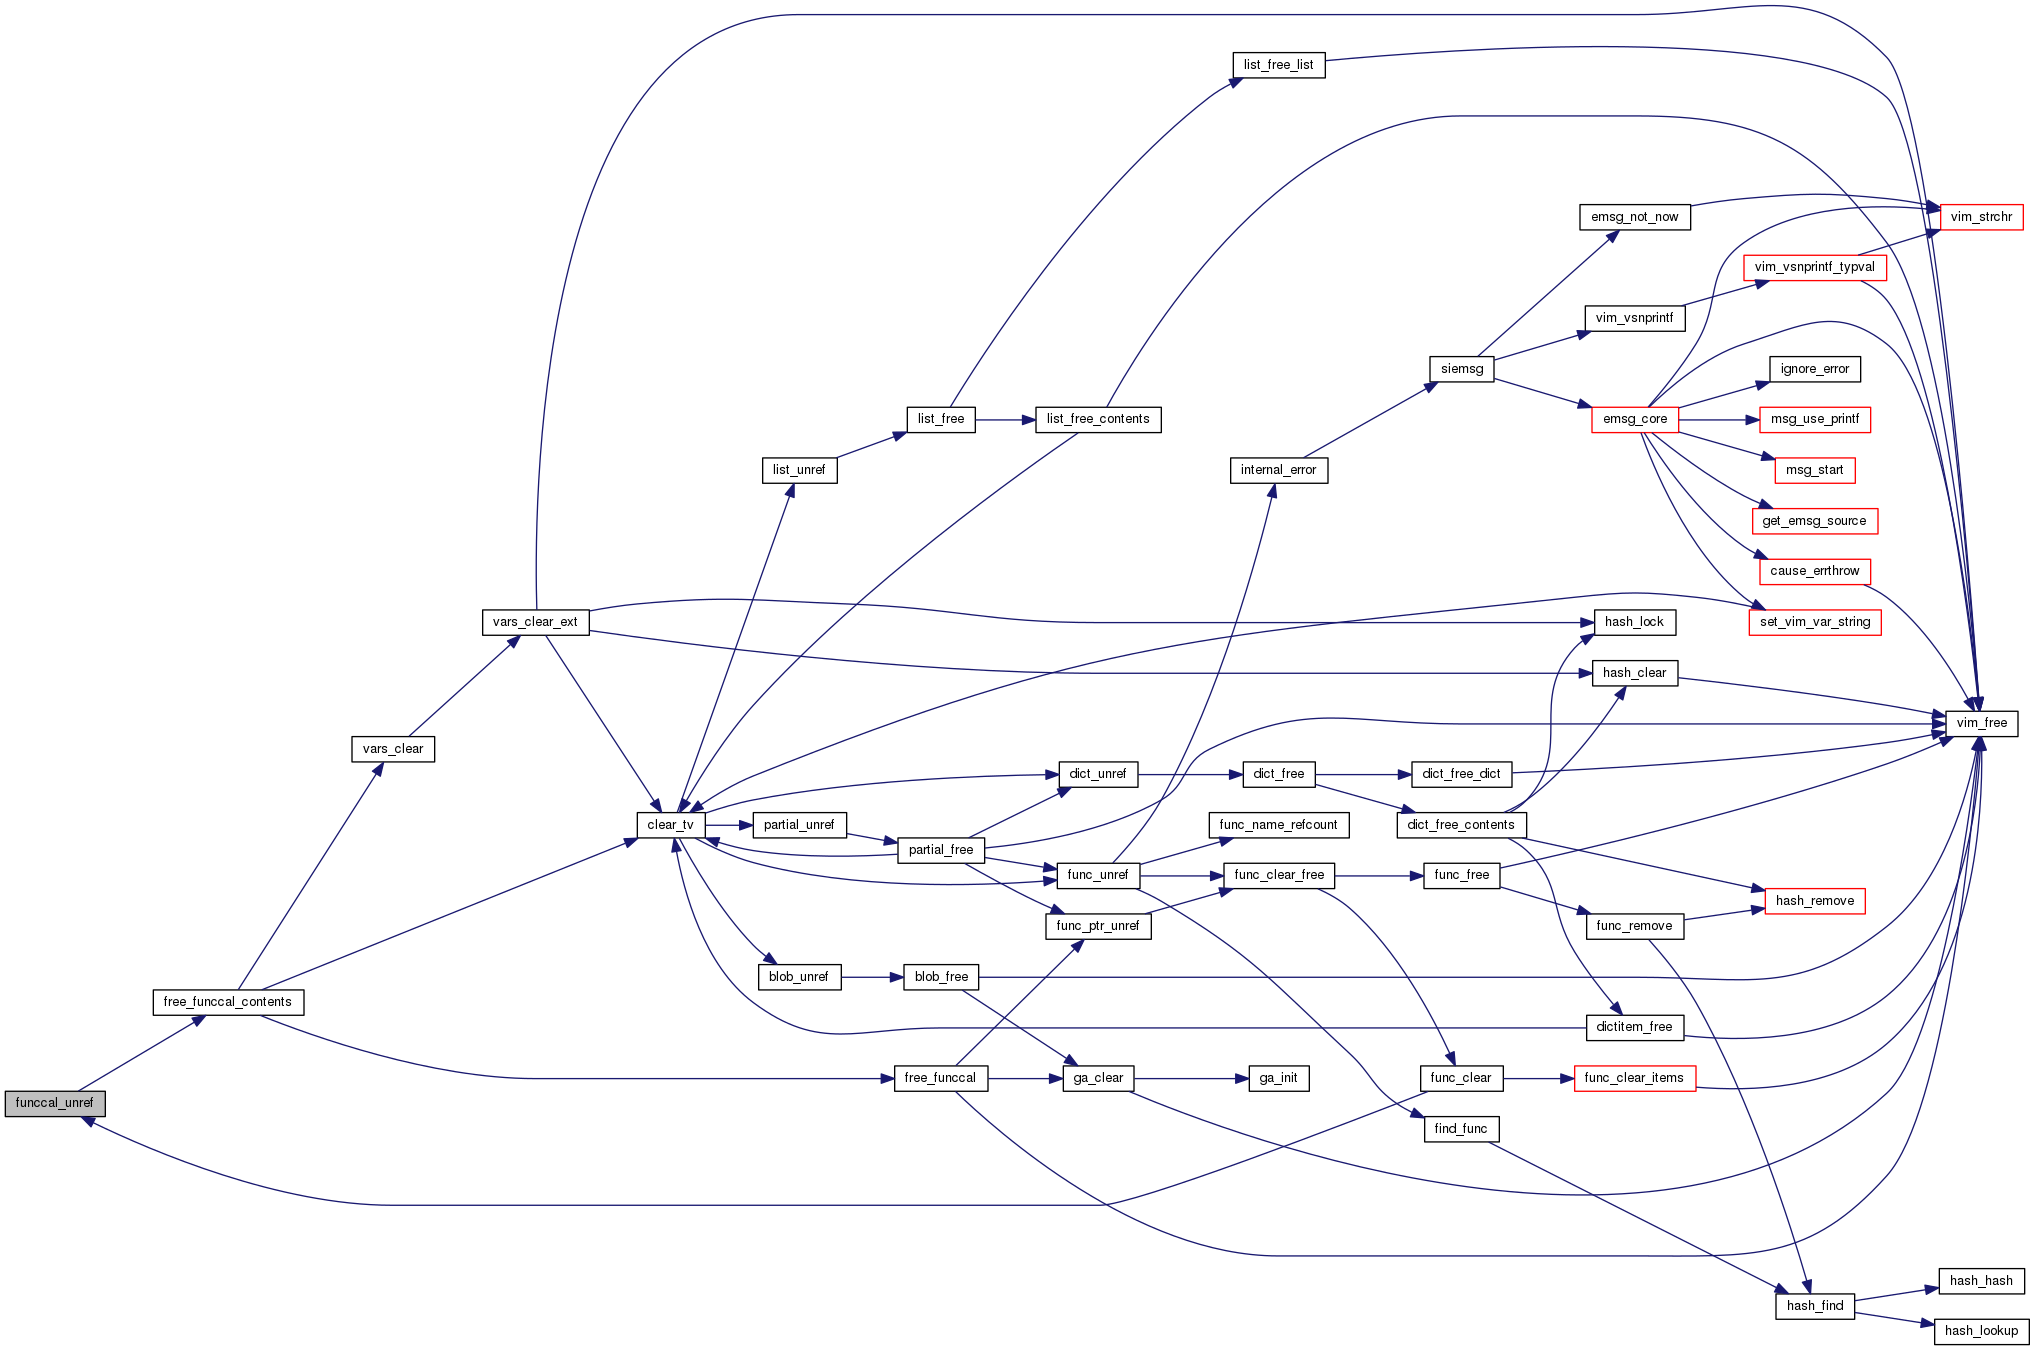 list_free_list
emsg_not_now
vim_strchr
vim_vsnprintf_typval
vim_vsnprintf
siemsg
ignore_error
list_free
list_free_contents
emsg_core
msg_use_printf
list_unref
internal_error
msg_start
get_emsg_source
cause_errthrow
vars_clear_ext
hash_lock
set_vim_var_string
hash_clear
vim_free
vars_clear
dict_unref
dict_free
dict_free_dict
clear_tv
partial_unref
func_name_refcount
dict_free_contents
partial_free
func_unref
func_clear_free
func_free
hash_remove
func_ptr_unref
func_remove
blob_unref
blob_free
free_funccal_contents
dictitem_free
free_funccal
ga_clear
ga_init
func_clear
func_clear_items
funccal_unref
find_func
hash_hash
hash_find
hash_lookup